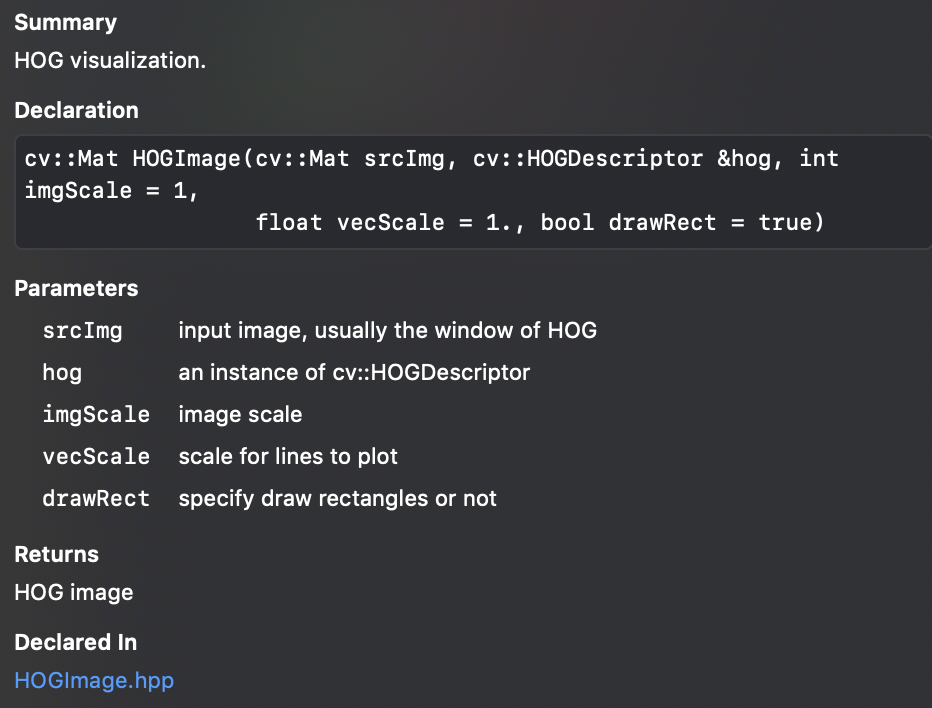 Summary
HOG visualization.
Declaration
cv::Mat HOGImage(cv::Mat srcImg, cv::HOGDescriptor &hog, int
imgScale = 1,
float vecScale = 1., bool drawRect = true)
Parameters
srcImg input image, usually the window of HOG
hog an instance of cv::HOGDescriptor
imgScale image scale
vecScale scale for lines to plot
drawRect specify draw rectangles or not
Returns
HOG image
Declared In
HOGImage.hpp